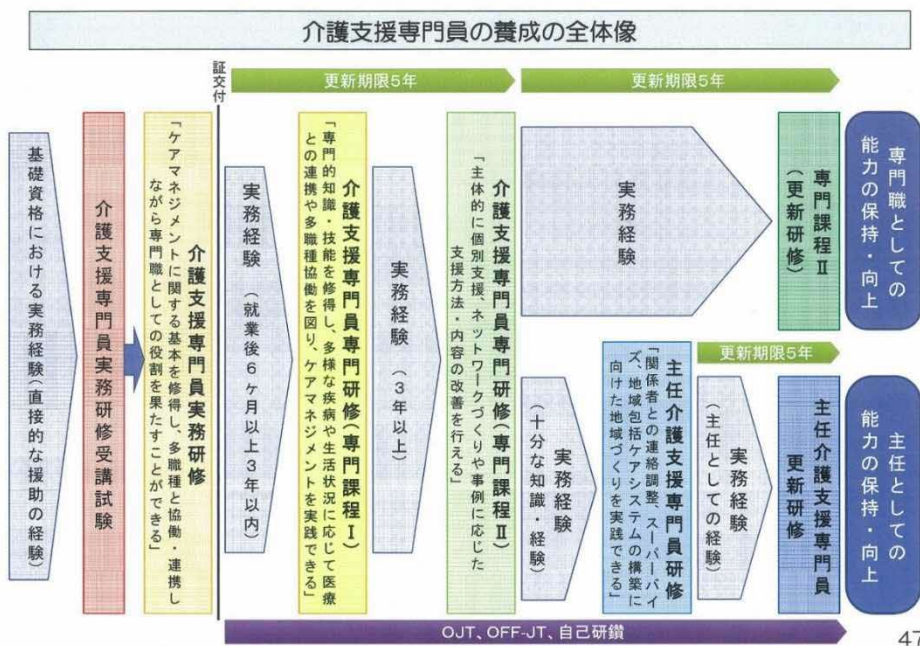 介護支援専門員の養成の全体像
証交付
更新期限5年
更新期限5年
基礎資格における実務経験(直接的な援助の経験)
介護支援専門員実務研修受講試験
介護支援専門員実務研修
「ケアマネジメントに関する基本を修得し、多職種と協働・連携し
ながら専門職としての役割を果たすことができる」
実務経験 (就業後6ヶ月以上3年以内)
介護支援専門員専門研修(専門課程Ⅰ)
「専門的知識・技能を修得し、多様な疾病や生活状況に応じて医療
との連携や多職種協働を図り、ケアマネジメントを実践できる」
実務経験 (3年以上)
介護支援専門員専門研修(専門課程Ⅱ)
「主体的に個別支援、ネットワークづくりや事例に応じた
支援方法・内容の改善を行える」
実務経験
専門課程Ⅱ
(更新研修)
専門職としての
能力の保持・向上
実務経験
(十分な知識・経験)
主任介護支援専門員研修
「関係者との連絡調整、スーパーバイ
ズ、地域包括ケアシステムの構築に
向けた地域づくりを実践できる」
更新期限5年
実務経験
(主任としての経験)
主任介護支援専門員
更新研修
主任としての
能力の保持・向上
OJT、OFF-JT、自己研鑽
47